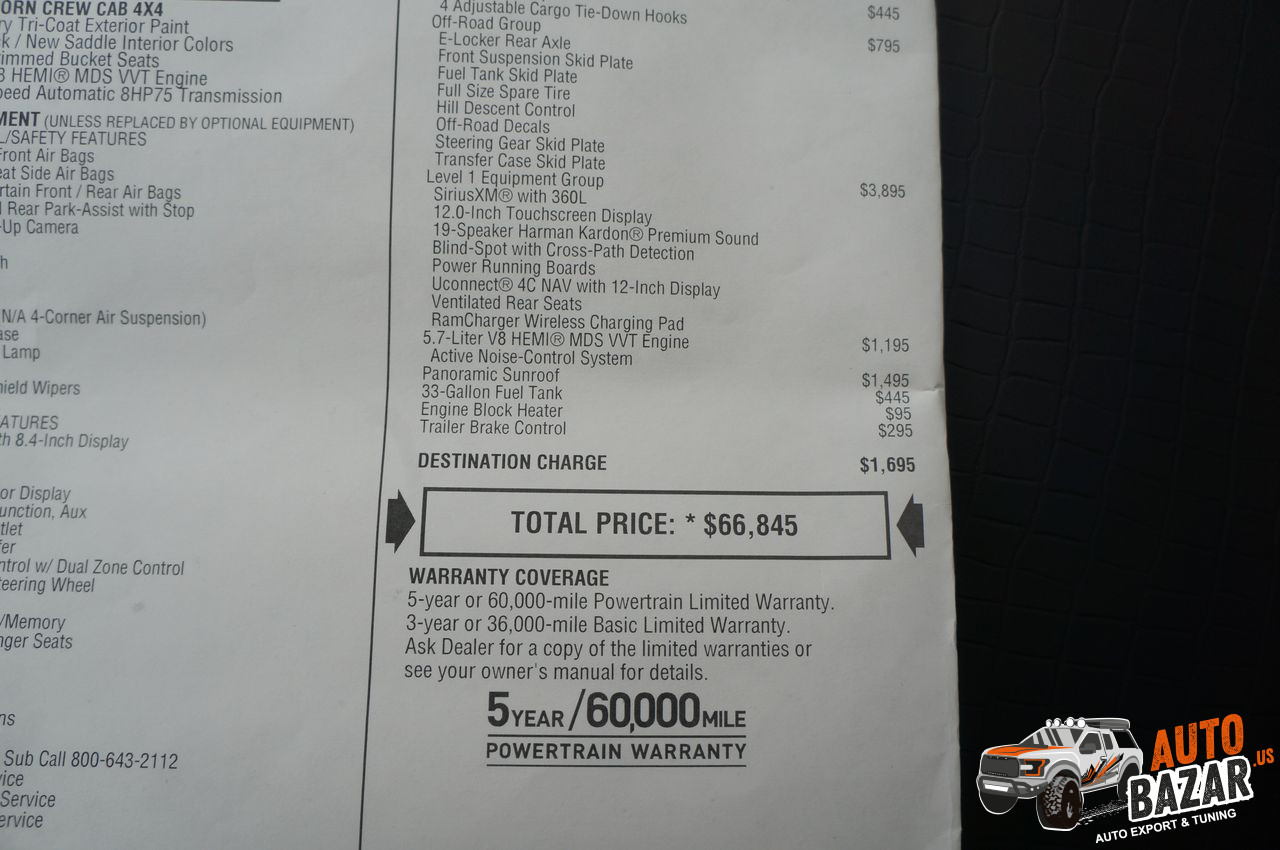 ORN CREW CAB 4X4
ry Tri-Coat Exterior Paint
k / New Saddle Interior Colors
rimmed Bucket Seats
8 HEMI® MDS VVT Engine
peed Automatic 8HP75 Transmission
MENT (UNLESS REPLACED BY OPTIONAL EQUIPMENT)
L/SAFETY FEATURES
Front Air Bags
eat Side Air Bags
rtain Front / Rear Air Bags
l Rear Park-Assist with Stop
-Up Camera
h
N/A 4-Corner Air Suspension)
ase
Lamp
hield Wipers
EATURES
th 8.4-Inch Display
or Display
unction, Aux
tlet
fer
ntrol w/ Dual Zone Control
teering Wheel
/Memory
nger Seats
ns
Sub Call 800-643-2112
vice
Service
ervice
4 Adjustable Cargo Tie-Down Hooks $445
Off-Road Group $795
E-Locker Rear Axle
Front Suspension Skid Plate
Fuel Tank Skid Plate
Full Size Spare Tire
Hill Descent Control
Off-Road Decals
Steering Gear Skid Plate
Transfer Case Skid Plate
Level 1 Equipment Group $3,895
SiriusXM® with 360L
12.0-Inch Touchscreen Display
19-Speaker Harman Kardon® Premium Sound
Blind-Spot with Cross-Path Detection
Power Running Boards
Uconnect® 4C NAV with 12-Inch Display
Ventilated Rear Seats
RamCharger Wireless Charging Pad
5.7-Liter V8 HEMI® MDS VVT Engine $1,195
Active Noise-Control System
Panoramic Sunroof $1,495
33-Gallon Fuel Tank $445
Engine Block Heater $95
Trailer Brake Control $295
DESTINATION CHARGE $1,695
TOTAL PRICE: * $66,845
WARRANTY COVERAGE
5-year or 60,000-mile Powertrain Limited Warranty.
3-year or 36,000-mile Basic Limited Warranty.
Ask Dealer for a copy of the limited warranties or
see your owner's manual for details.
5 YEAR / 60,000 MILE
POWERTRAIN WARRANTY
AUTO
BAZAR.US
AUTO EXPORT & TUNING